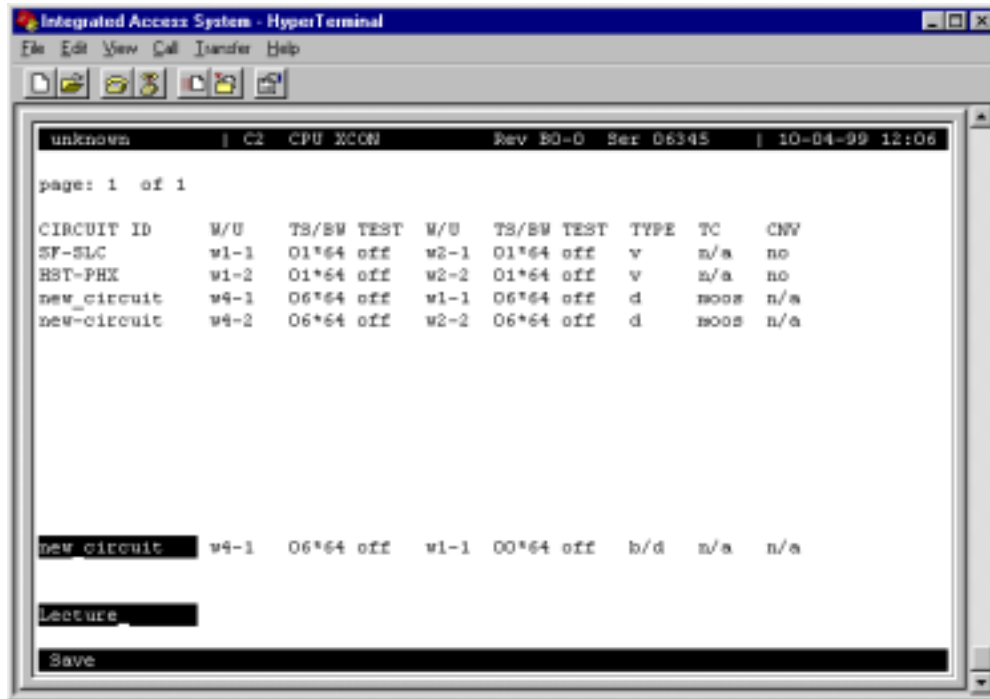 Integrated Access System - HyperTerminal
File Edit View Call Transfer Help
unknown | C2 CPU XCON Rev B0-0 Ser 06345 | 10-04-99 12:06
page: 1 of 1
CIRCUIT ID W/U TS/BW TEST W/U TS/BW TEST TYPE TC CNV
SF-SLC w1-1 01*64 off w2-1 01*64 off v n/a no
HST-PHX w1-2 01*64 off w2-2 01*64 off v n/a no
new_circuit w4-1 06*64 off w1-1 06*64 off d moos n/a
new-circuit w4-2 06*64 off w2-2 06*64 off d moos n/a
new circuit w4-1 06*64 off w1-1 00*64 off b/d n/a n/a
Lecture_
Save